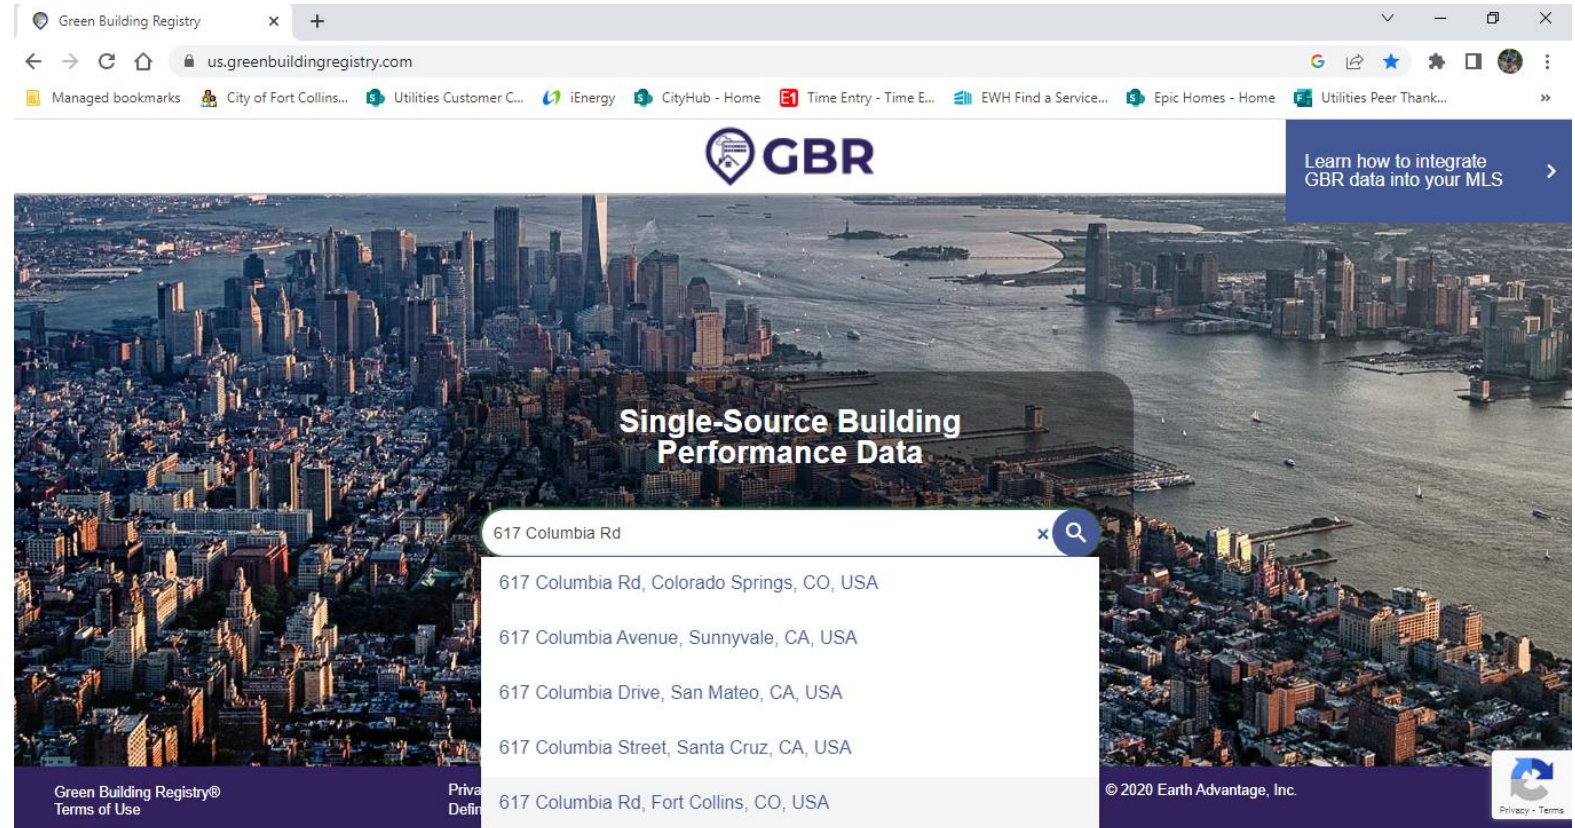 Green Building Registry
us.greenbuildingregistry.com
Managed bookmarks
City of Fort Collins...
Utilities Customer C...
iEnergy
CityHub - Home
E1
Time Entry - Time E...
EWH Find a Service...
Epic Homes - Home
Utilities Peer Thank...
GBR
Learn how to integrate
GBR data into your MLS
Single-Source Building
Performance Data
617 Columbia Rd
617 Columbia Rd, Colorado Springs, CO, USA
617 Columbia Avenue, Sunnyvale, CA, USA
617 Columbia Drive, San Mateo, CA, USA
617 Columbia Street, Santa Cruz, CA, USA
617 Columbia Rd, Fort Collins, CO, USA
Green Building Registry®
Terms of Use
Priva
Defin
© 2020 Earth Advantage, Inc.
Privacy - Terms